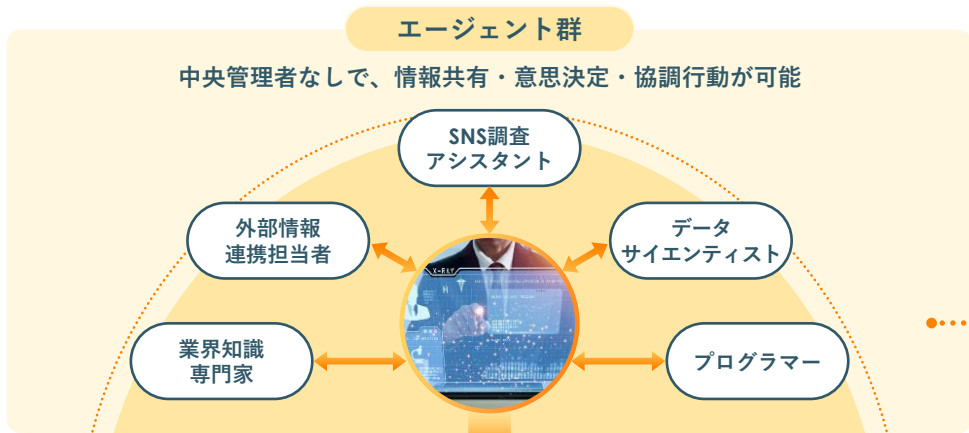 エージェント群
中央管理者なしで、情報共有・意思決定・協調行動が可能
SNS調査
アシスタント
外部情報
連携担当者
データ
サイエンティスト
業界知識
専門家
プログラマー
X-RAY